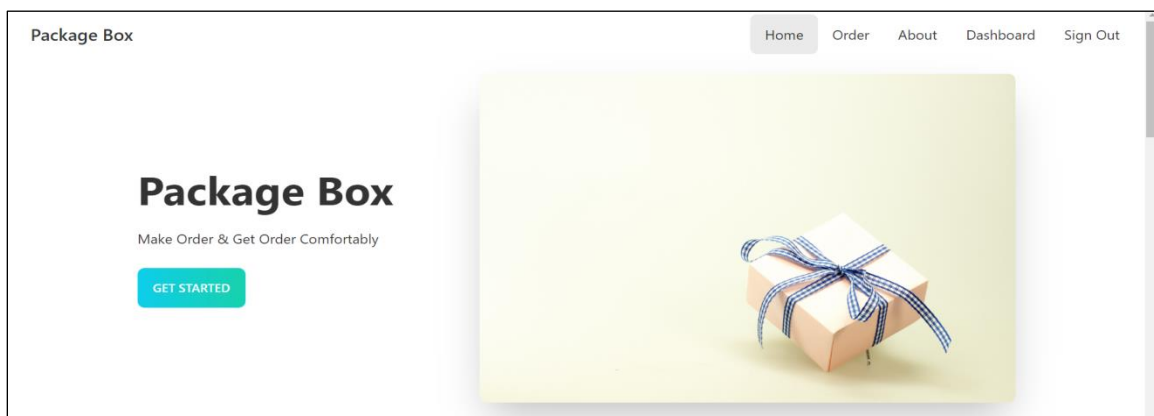 Package Box
Home Order About Dashboard Sign Out
Package Box
Make Order & Get Order Comfortably
GET STARTED